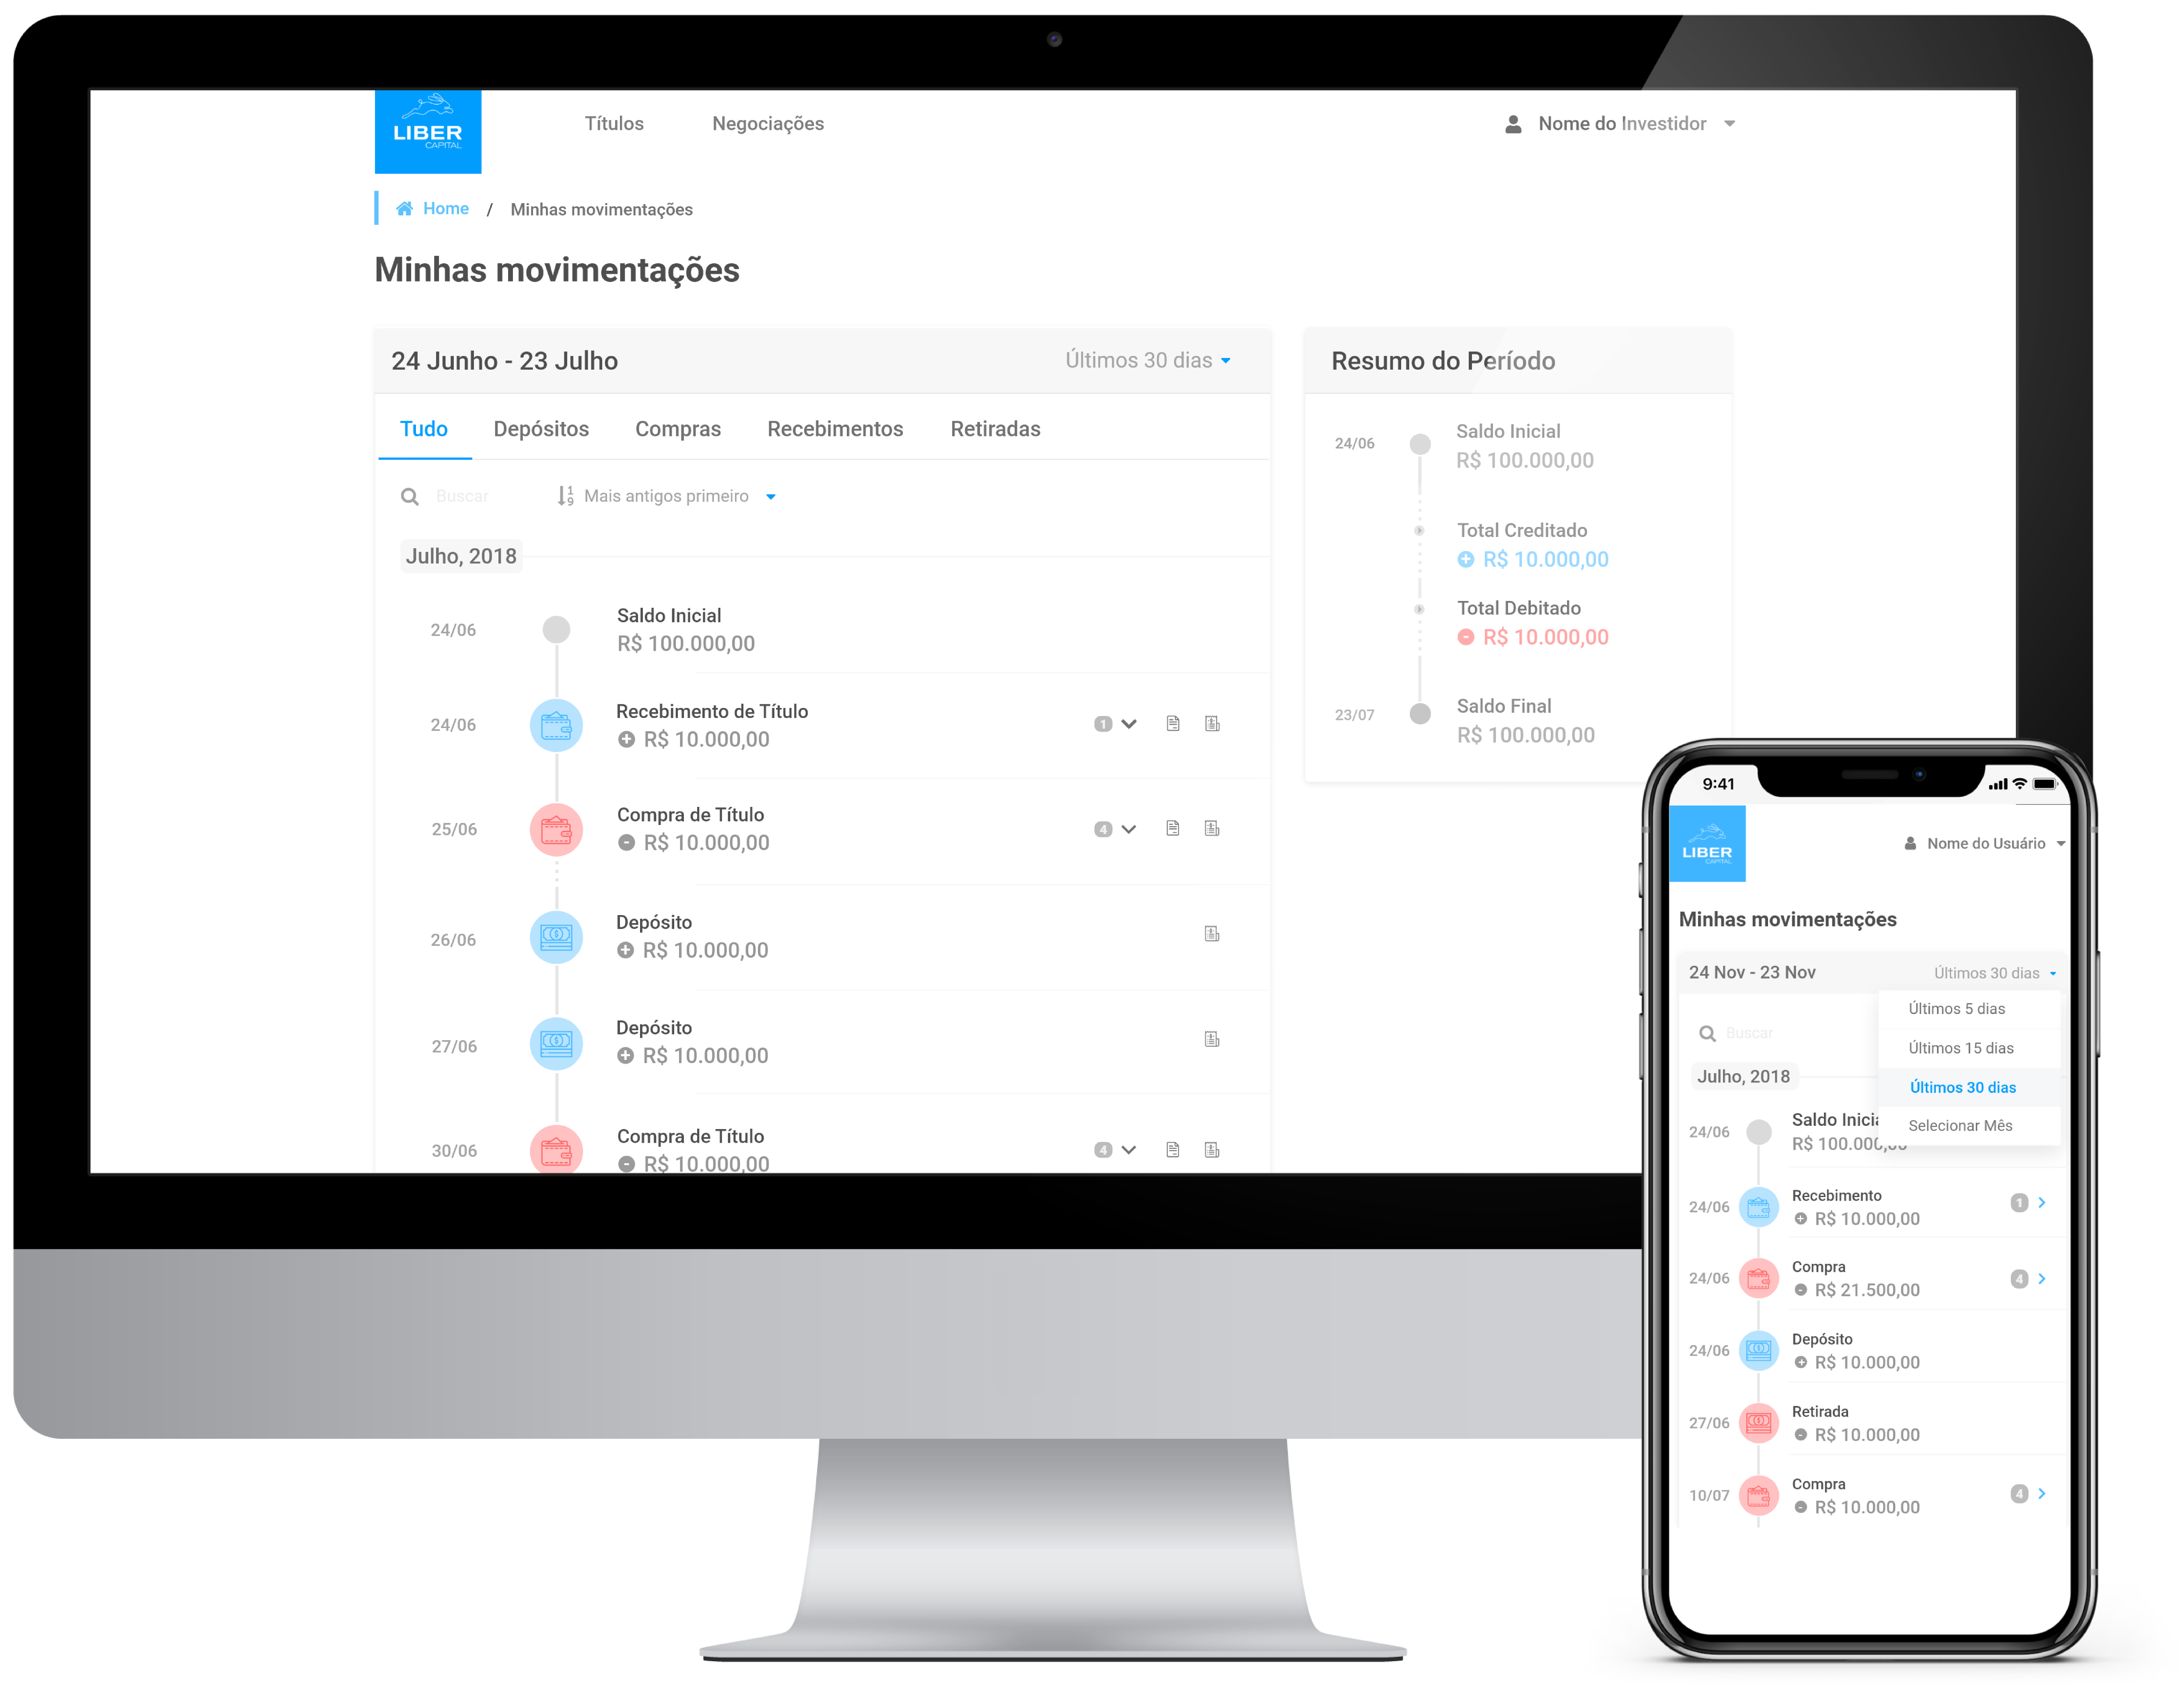 LIBER
CAPITAL
Títulos
Negociações
Nome do Investidor
Home / Minhas movimentações
Minhas movimentações
24 Junho - 23 Julho
Últimos 30 dias
Tudo
Depósitos
Compras
Recebimentos
Retiradas
Buscar
Mais antigos primeiro
Julho, 2018
24/06
Saldo Inicial
R$ 100.000,00
24/06
Recebimento de Título
R$ 10.000,00
1
25/06
Compra de Título
R$ 10.000,00
4
26/06
Depósito
R$ 10.000,00
27/06
Depósito
R$ 10.000,00
30/06
Compra de Título
R$ 10.000,00
4
Resumo do Período
24/06
Saldo Inicial
R$ 100.000,00
Total Creditado
R$ 10.000,00
Total Debitado
R$ 10.000,00
23/07
Saldo Final
R$ 100.000,00
9:41
LIBER
CAPITAL
Nome do Usuário
Minhas movimentações
24 Nov - 23 Nov
Últimos 30 dias
Últimos 5 dias
Últimos 15 dias
Últimos 30 dias
Selecionar Mês
Buscar
Julho, 2018
24/06
Saldo Inicia
R$ 100.000,00
24/06
Recebimento
R$ 10.000,00
1
24/06
Compra
R$ 21.500,00
4
24/06
Depósito
R$ 10.000,00
27/06
Retirada
R$ 10.000,00
10/07
Compra
R$ 10.000,00
4